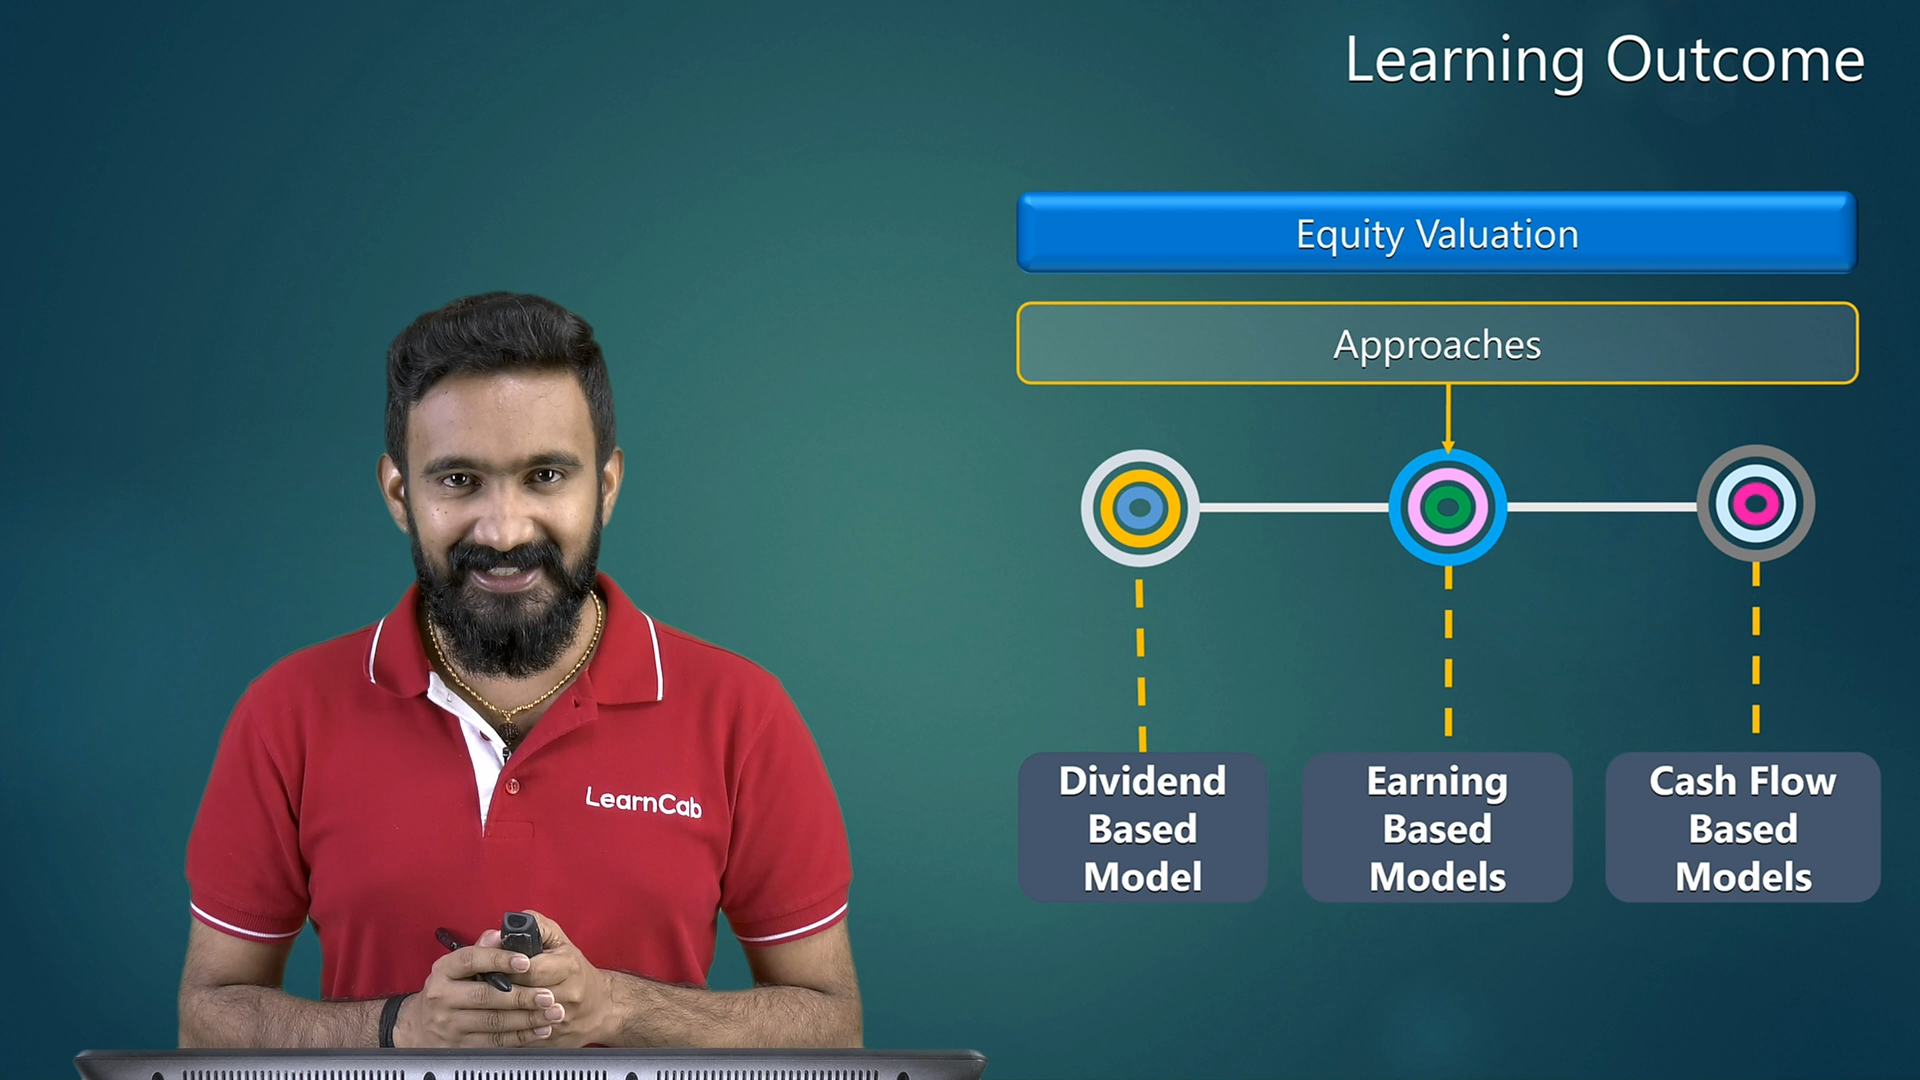 Learning Outcome
Equity Valuation
Approaches
Dividend
Based
Model
Earning
Based
Models
Cash Flow
Based
Models
LearnCab